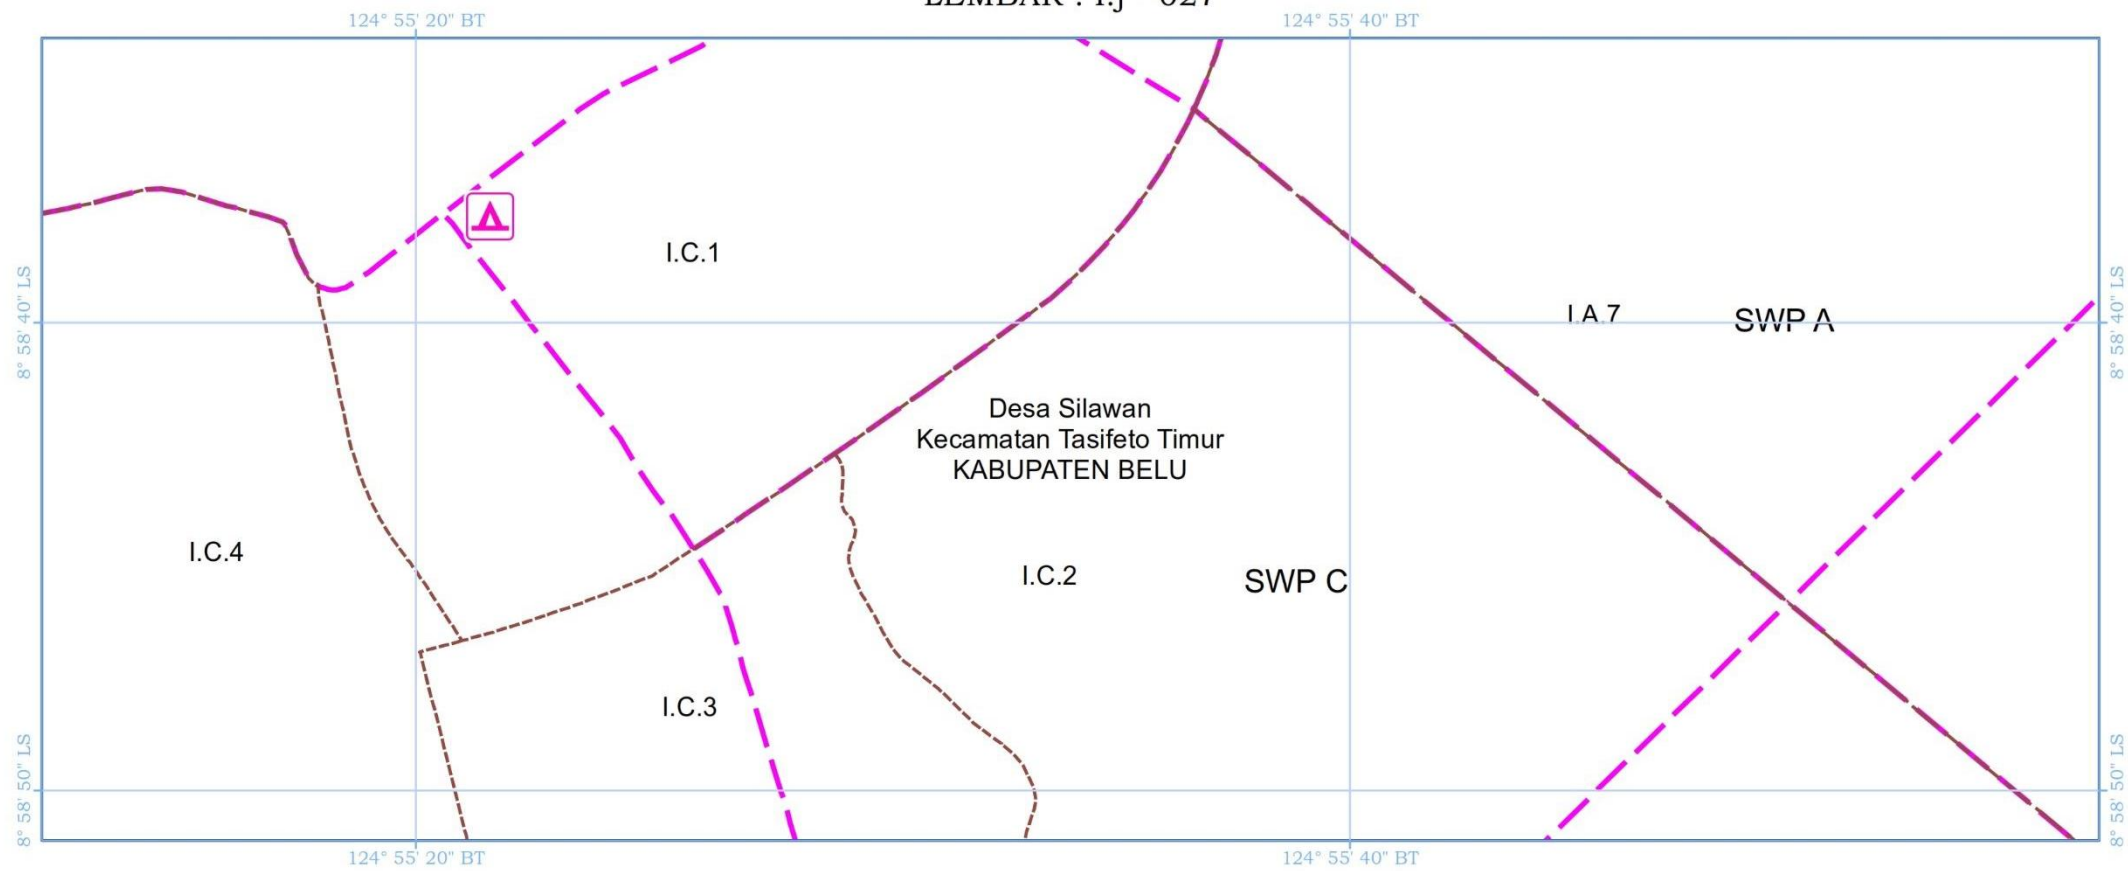 124° 55' 20" BT
124° 55' 40" BT
I.C.1
8° 58' 40" LS
I.A.7
SWP A
8° 58' 40" LS
Desa Silawan
Kecamatan Tasifeto Timur
KABUPATEN BELU
I.C.4
I.C.2
SWP C
I.C.3
8° 58' 50" LS
8° 58' 50" LS
124° 55' 20" BT
124° 55' 40" BT